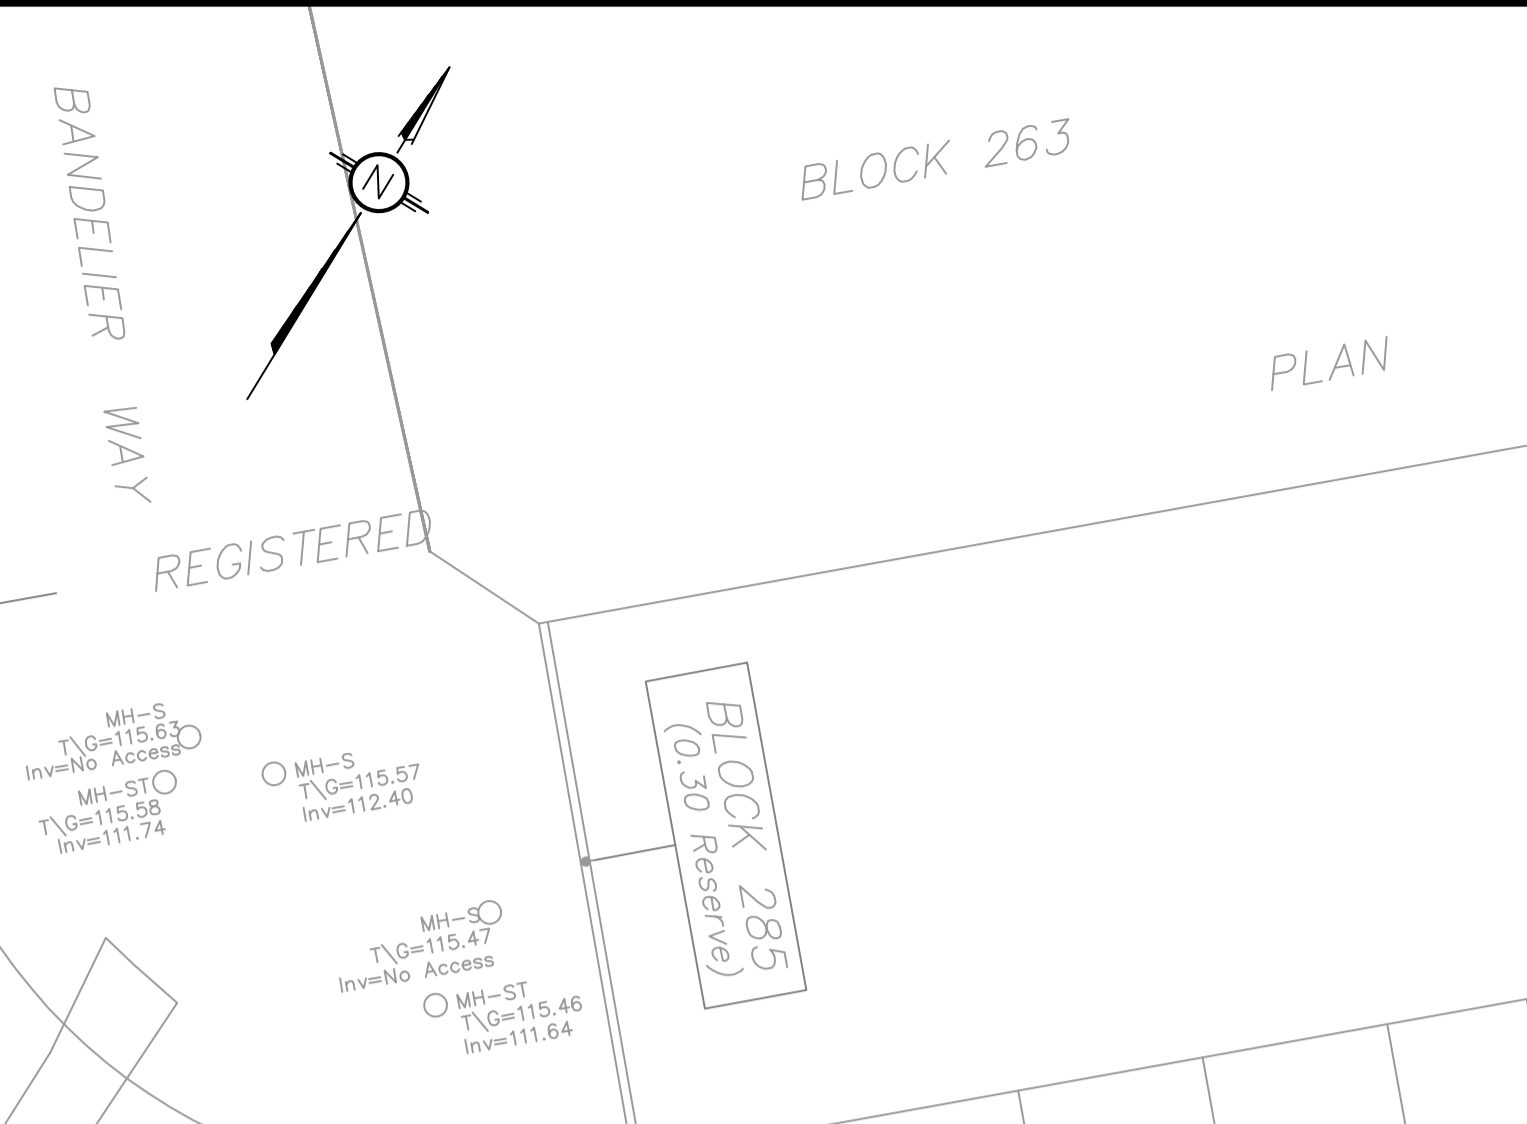 BANDELIER WAY
N
BLOCK 263
PLAN
REGISTERED
MH-S
T\G=115.63
Inv=No Access
MH-ST
T\G=115.58
Inv=111.74
MH-S
T\G=115.57
Inv=112.40
BLOCK 285
(0.30 Reserve)
MH-S
T\G=115.47
Inv=No Access
MH-ST
T\G=115.46
Inv=111.64